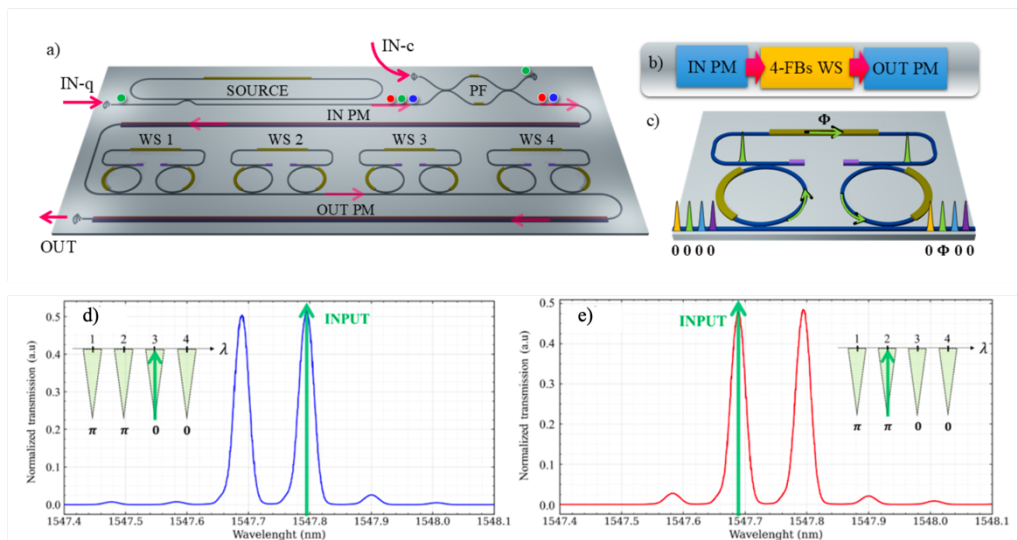 a)
IN-c
IN-q
SOURCE
PF
IN PM
WS 1 WS 2 WS 3 WS 4
OUT PM
OUT
b)
IN PM 4-FBs WS OUT PM
c)
Φ
0 0 0 0
0 Φ 0 0
d)
INPUT
1 2 3 4
λ
π π 0 0
Normalized transmission (a.u)
0.5
0.4
0.3
0.2
0.1
0.0
1547.4 1547.5 1547.6 1547.7 1547.8 1547.9 1548.0 1548.1
Wavelenght (nm)
e)
INPUT
1 2 3 4
λ
π π 0 0
Normalized transmission (a.u)
0.5
0.4
0.3
0.2
0.1
0.0
1547.4 1547.5 1547.6 1547.7 1547.8 1547.9 1548.0 1548.1
Wavelenght (nm)